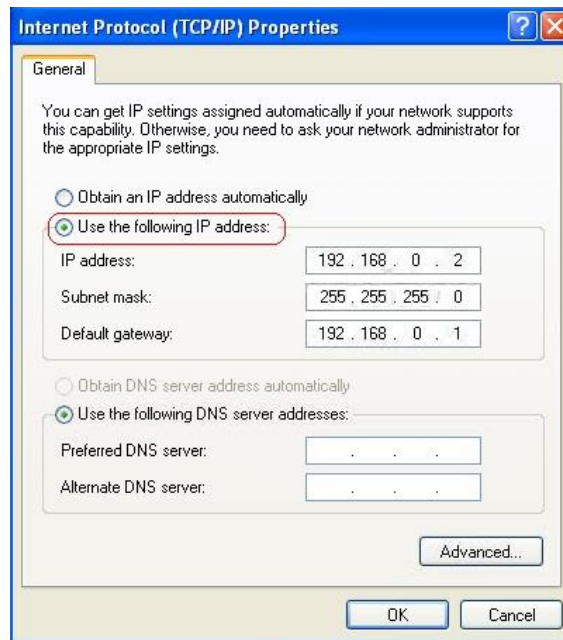 Internet Protocol (TCP/IP) Properties
General
You can get IP settings assigned automatically if your network supports
this capability. Otherwise, you need to ask your network administrator for
the appropriate IP settings.
Obtain an IP address automatically
Use the following IP address:
IP address: 192 . 168 . 0 . 2
Subnet mask: 255 . 255 . 255 . 0
Default gateway: 192 . 168 . 0 . 1
Obtain DNS server address automatically
Use the following DNS server addresses:
Preferred DNS server: . . .
Alternate DNS server: . . .
Advanced...
OK Cancel